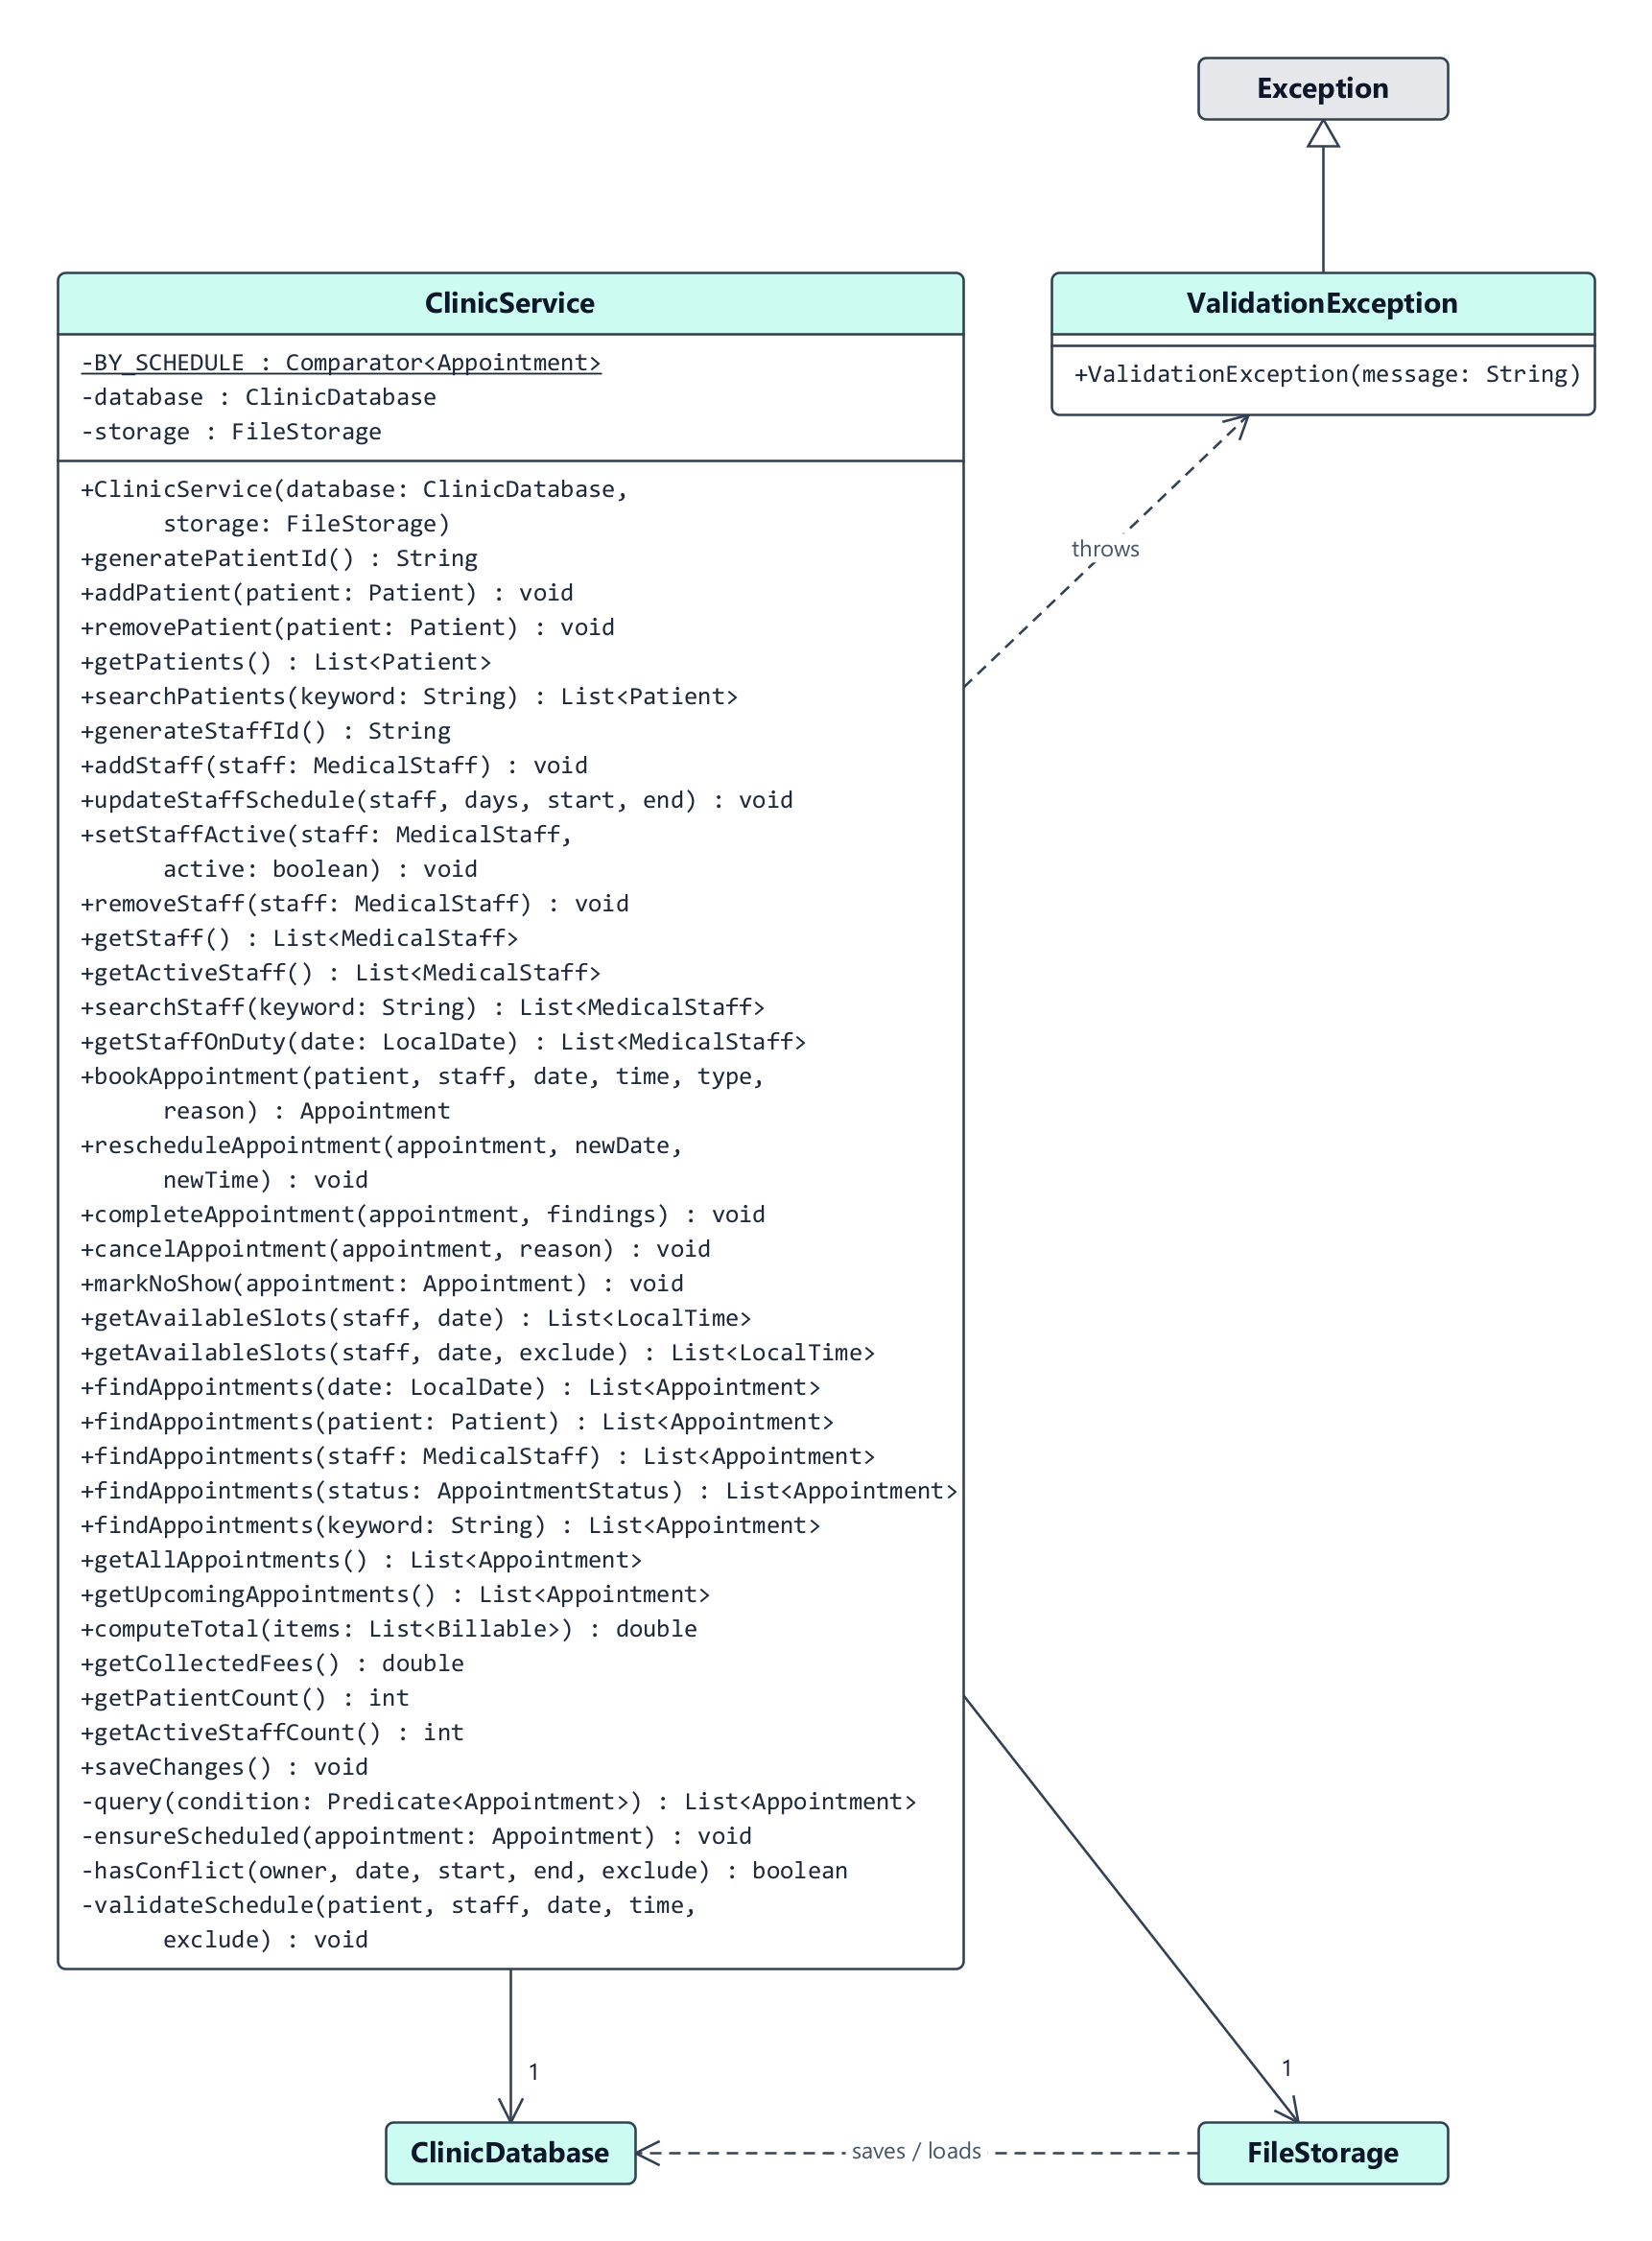 Exception
ClinicService
-BY_SCHEDULE : Comparator<Appointment>
-database : ClinicDatabase
-storage : FileStorage
+ClinicService(database: ClinicDatabase,
storage: FileStorage)
+generatePatientId() : String
+addPatient(patient: Patient) : void
+removePatient(patient: Patient) : void
+getPatients() : List<Patient>
+searchPatients(keyword: String) : List<Patient>
+generateStaffId() : String
+addStaff(staff: MedicalStaff) : void
+updateStaffSchedule(staff, days, start, end) : void
+setStaffActive(staff: MedicalStaff,
active: boolean) : void
+removeStaff(staff: MedicalStaff) : void
+getStaff() : List<MedicalStaff>
+getActiveStaff() : List<MedicalStaff>
+searchStaff(keyword: String) : List<MedicalStaff>
+getStaffOnDuty(date: LocalDate) : List<MedicalStaff>
+bookAppointment(patient, staff, date, time, type,
reason) : Appointment
+rescheduleAppointment(appointment, newDate,
newTime) : void
+completeAppointment(appointment, findings) : void
+cancelAppointment(appointment, reason) : void
+markNoShow(appointment: Appointment) : void
+getAvailableSlots(staff, date) : List<LocalTime>
+getAvailableSlots(staff, date, exclude) : List<LocalTime>
+findAppointments(date: LocalDate) : List<Appointment>
+findAppointments(patient: Patient) : List<Appointment>
+findAppointments(staff: MedicalStaff) : List<Appointment>
+findAppointments(status: AppointmentStatus) : List<Appointment>
+findAppointments(keyword: String) : List<Appointment>
+getAllAppointments() : List<Appointment>
+getUpcomingAppointments() : List<Appointment>
+computeTotal(items: List<Billable>) : double
+getCollectedFees() : double
+getPatientCount() : int
+getActiveStaffCount() : int
+saveChanges() : void
-query(condition: Predicate<Appointment>) : List<Appointment>
-ensureScheduled(appointment: Appointment) : void
-hasConflict(owner, date, start, end, exclude) : boolean
-validateSchedule(patient, staff, date, time,
exclude) : void
ValidationException
+ValidationException(message: String)
throws
1
1
ClinicDatabase
saves / loads
FileStorage